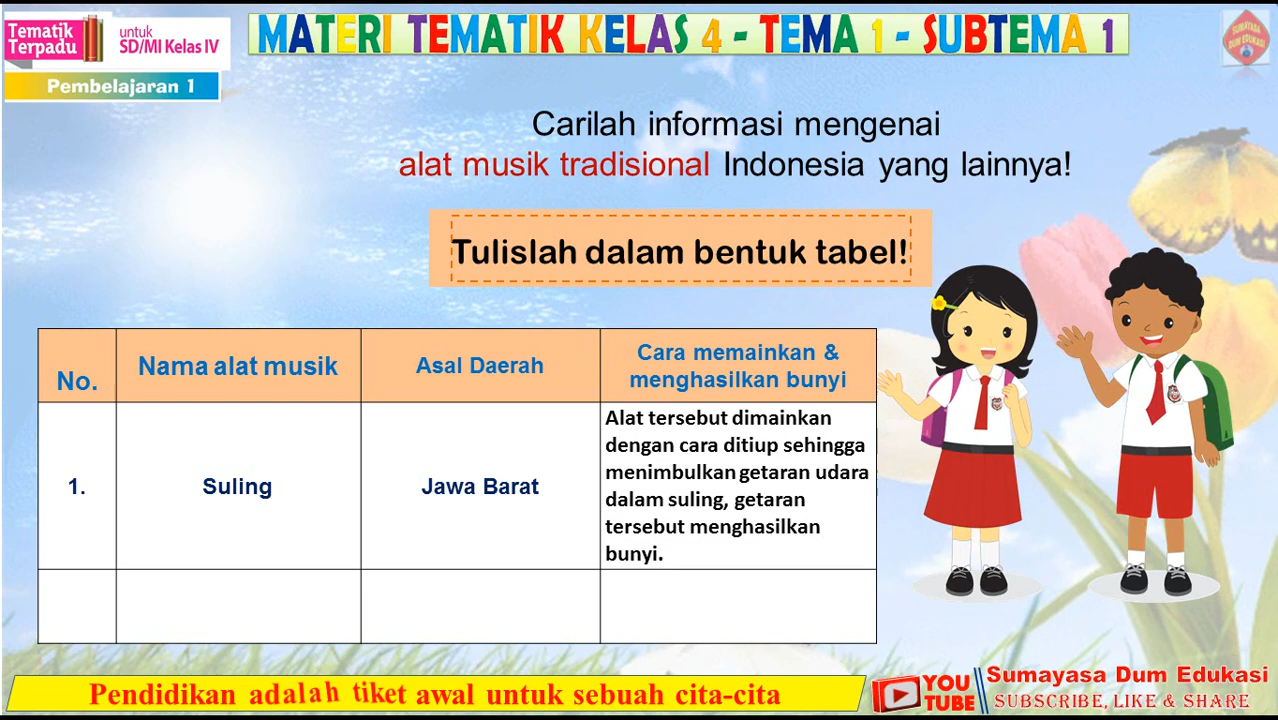 Tematik
Terpadu
untuk
SD/MI Kelas IV
Pembelajaran 1
MATERI TEMATIK KELAS 4 - TEMA 1 - SUBTEMA 1
SUMAYASA
DUM EDUKASI
Carilah informasi mengenai
alat musik tradisional Indonesia yang lainnya!
Tulislah dalam bentuk tabel!
No.
Nama alat musik
Asal Daerah
Cara memainkan &
menghasilkan bunyi
1.
Suling
Jawa Barat
Alat tersebut dimainkan
dengan cara ditiup sehingga
menimbulkan getaran udara
dalam suling, getaran
tersebut menghasilkan
bunyi.
Pendidikan adalah tiket awal untuk sebuah cita-cita
YOU
TUBE
Sumayasa Dum Edukasi
SUBSCRIBE, LIKE & SHARE